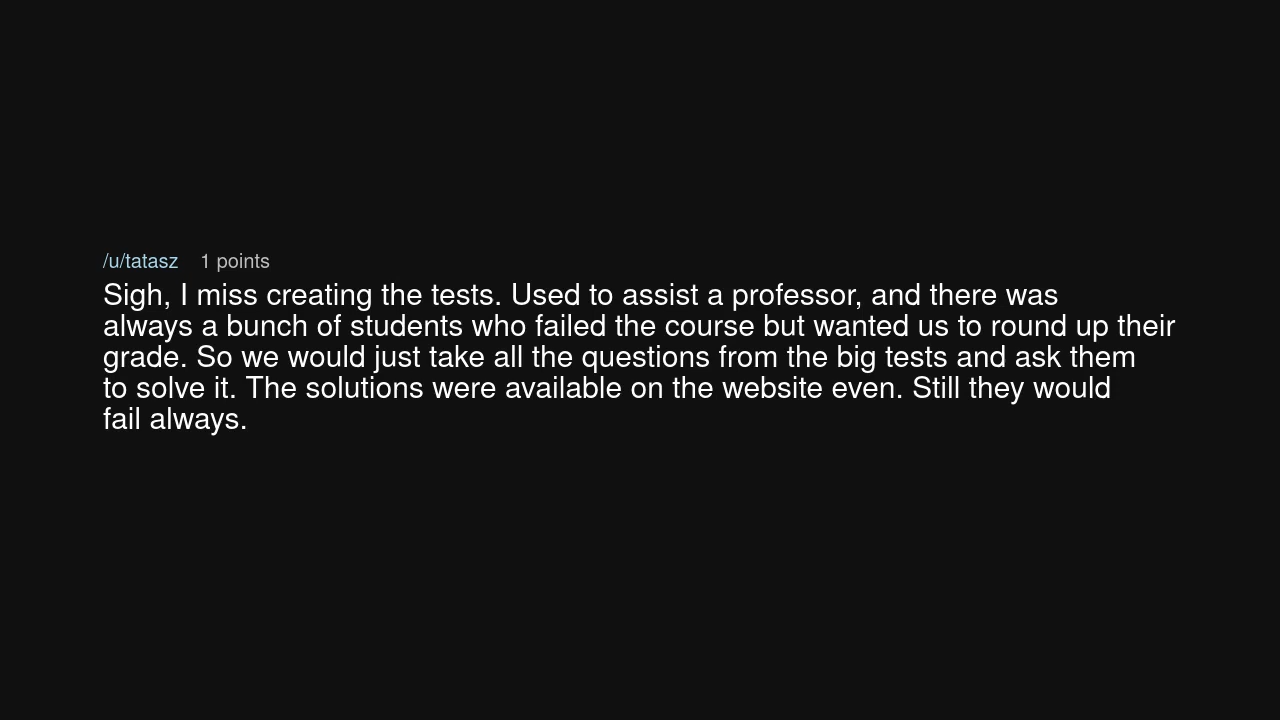 /u/tatasz 1 points
Sigh, I miss creating the tests. Used to assist a professor, and there was
always a bunch of students who failed the course but wanted us to round up their
grade. So we would just take all the questions from the big tests and ask them
to solve it. The solutions were available on the website even. Still they would
fail always.